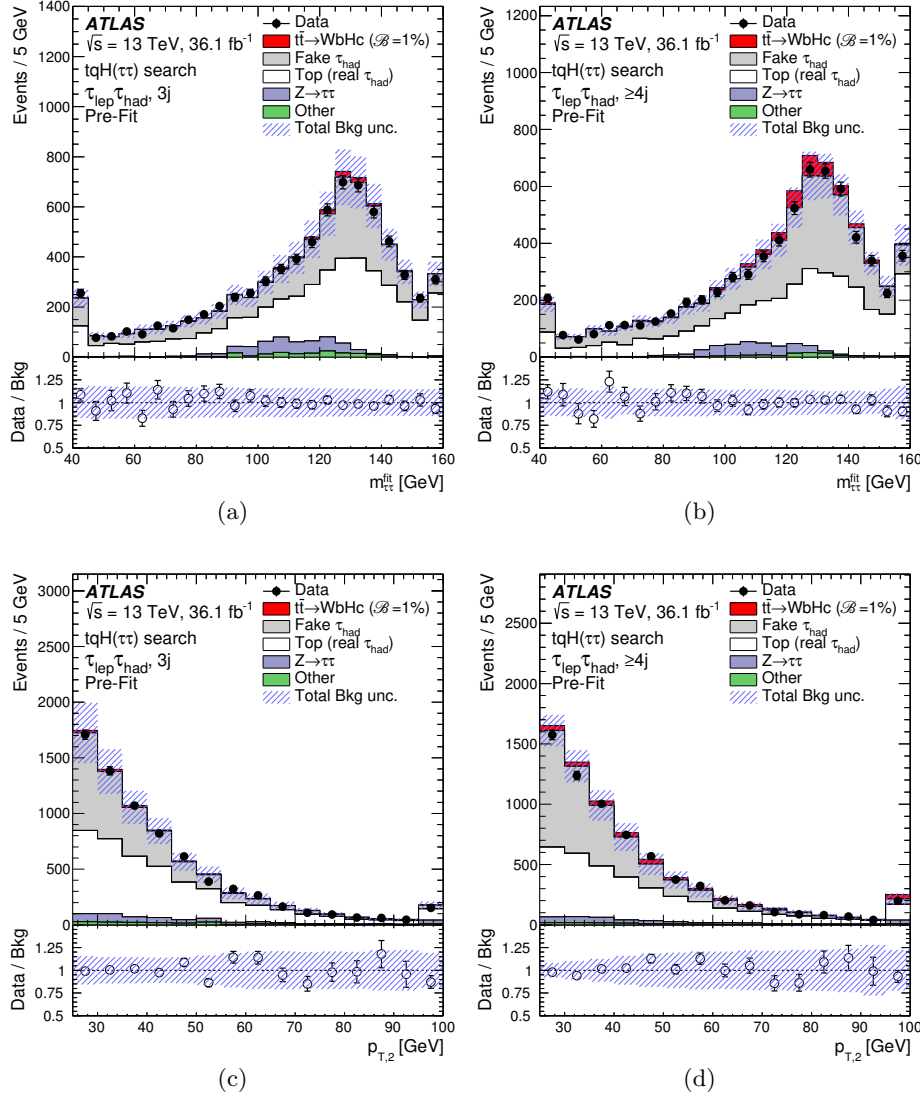 ATLAS
√s = 13 TeV, 36.1 fb⁻¹
tqH(ττ) search
τlepτhad, 3j
Pre-Fit
Data
tt̄→WbHc (ℬ=1%)
Fake τhad
Top (real τhad)
Z→ττ
Other
Total Bkg unc.
Events / 5 GeV
1400
1200
1000
800
600
400
200
0
Data / Bkg
1.25
1
0.75
0.5
40 60 80 100 120 140 160
m^fit_ττ [GeV]
(a)
ATLAS
√s = 13 TeV, 36.1 fb⁻¹
tqH(ττ) search
τlepτhad, ≥4j
Pre-Fit
Data
tt̄→WbHc (ℬ=1%)
Fake τhad
Top (real τhad)
Z→ττ
Other
Total Bkg unc.
Events / 5 GeV
1200
1000
800
600
400
200
0
Data / Bkg
1.25
1
0.75
0.5
40 60 80 100 120 140 160
m^fit_ττ [GeV]
(b)
ATLAS
√s = 13 TeV, 36.1 fb⁻¹
tqH(ττ) search
τlepτhad, 3j
Pre-Fit
Data
tt̄→WbHc (ℬ=1%)
Fake τhad
Top (real τhad)
Z→ττ
Other
Total Bkg unc.
Events / 5 GeV
3000
2500
2000
1500
1000
500
0
Data / Bkg
1.25
1
0.75
0.5
30 40 50 60 70 80 90 100
p_T,2 [GeV]
(c)
ATLAS
√s = 13 TeV, 36.1 fb⁻¹
tqH(ττ) search
τlepτhad, ≥4j
Pre-Fit
Data
tt̄→WbHc (ℬ=1%)
Fake τhad
Top (real τhad)
Z→ττ
Other
Total Bkg unc.
Events / 5 GeV
2500
2000
1500
1000
500
0
Data / Bkg
1.25
1
0.75
0.5
30 40 50 60 70 80 90 100
p_T,2 [GeV]
(d)